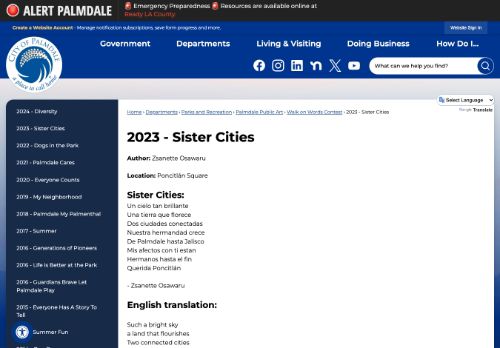 ALERT PALMDALE
🚨 Emergency Preparedness 🚨 Resources are available online at
Ready LA County.
Create a Website Account - Manage notification subscriptions, save form progress and more.
Website Sign In
CITY OF PALMDALE
a place to call home
Government
Departments
Living & Visiting
Doing Business
How Do I...
What can we help you find?
Select Language
Google Translate
2024 - Diversity
2023 - Sister Cities
2022 - Dogs in the Park
2021 - Palmdale Cares
2020 - Everyone Counts
2019 - My Neighborhood
2018 - Palmdale My Palmenthal
2017 - Summer
2016 - Generations of Pioneers
2016 - Life is Better at the Park
2016 - Guardians Brave Let
Palmdale Play
2015 - Everyone Has A Story To
Tell
Summer Fun
Home › Departments › Parks and Recreation › Palmdale Public Art › Walk on Words Contest › 2023 - Sister Cities
2023 - Sister Cities
Author: Zsanette Osawaru
Location: Poncitlán Square
Sister Cities:
Un cielo tan brillante
Una tierra que florece
Dos ciudades conectadas
Nuestra hermandad crece
De Palmdale hasta Jalisco
Mis afectos con ti estan
Hermanos hasta el fin
Querida Poncitlán
- Zsanette Osawaru
English translation:
Such a bright sky
a land that flourishes
Two connected cities